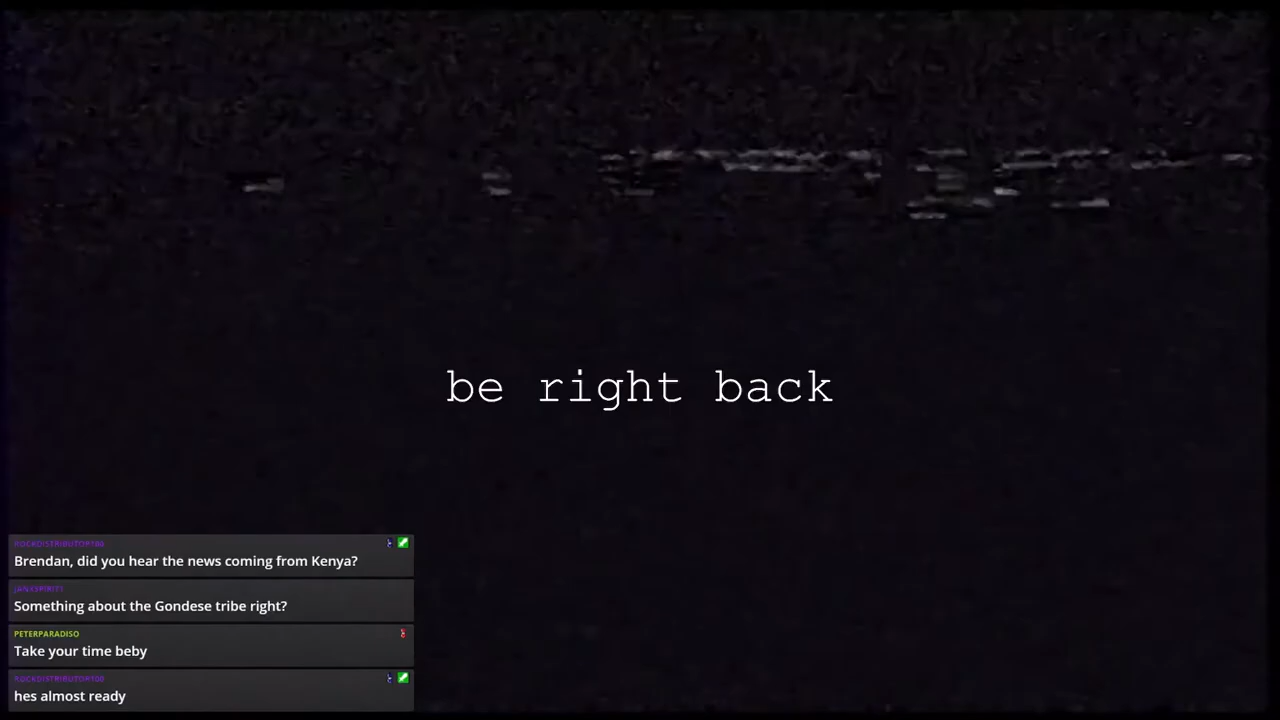 be right back
ROCKDISTRIBUTOR700
Brendan, did you hear the news coming from Kenya?
Something about the Gondese tribe right?
PETERPARADISO
Take your time beby
hes almost ready